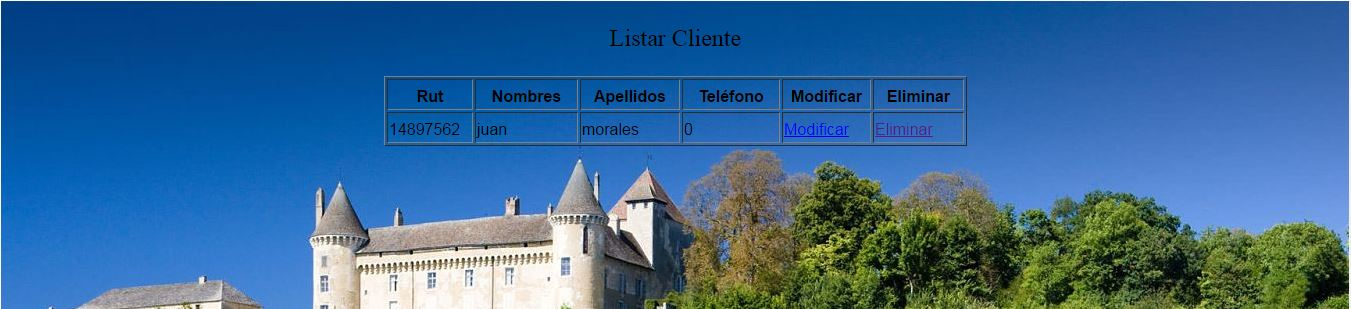 Listar Cliente
Rut Nombres Apellidos Teléfono Modificar Eliminar
14897562 juan morales 0 Modificar Eliminar